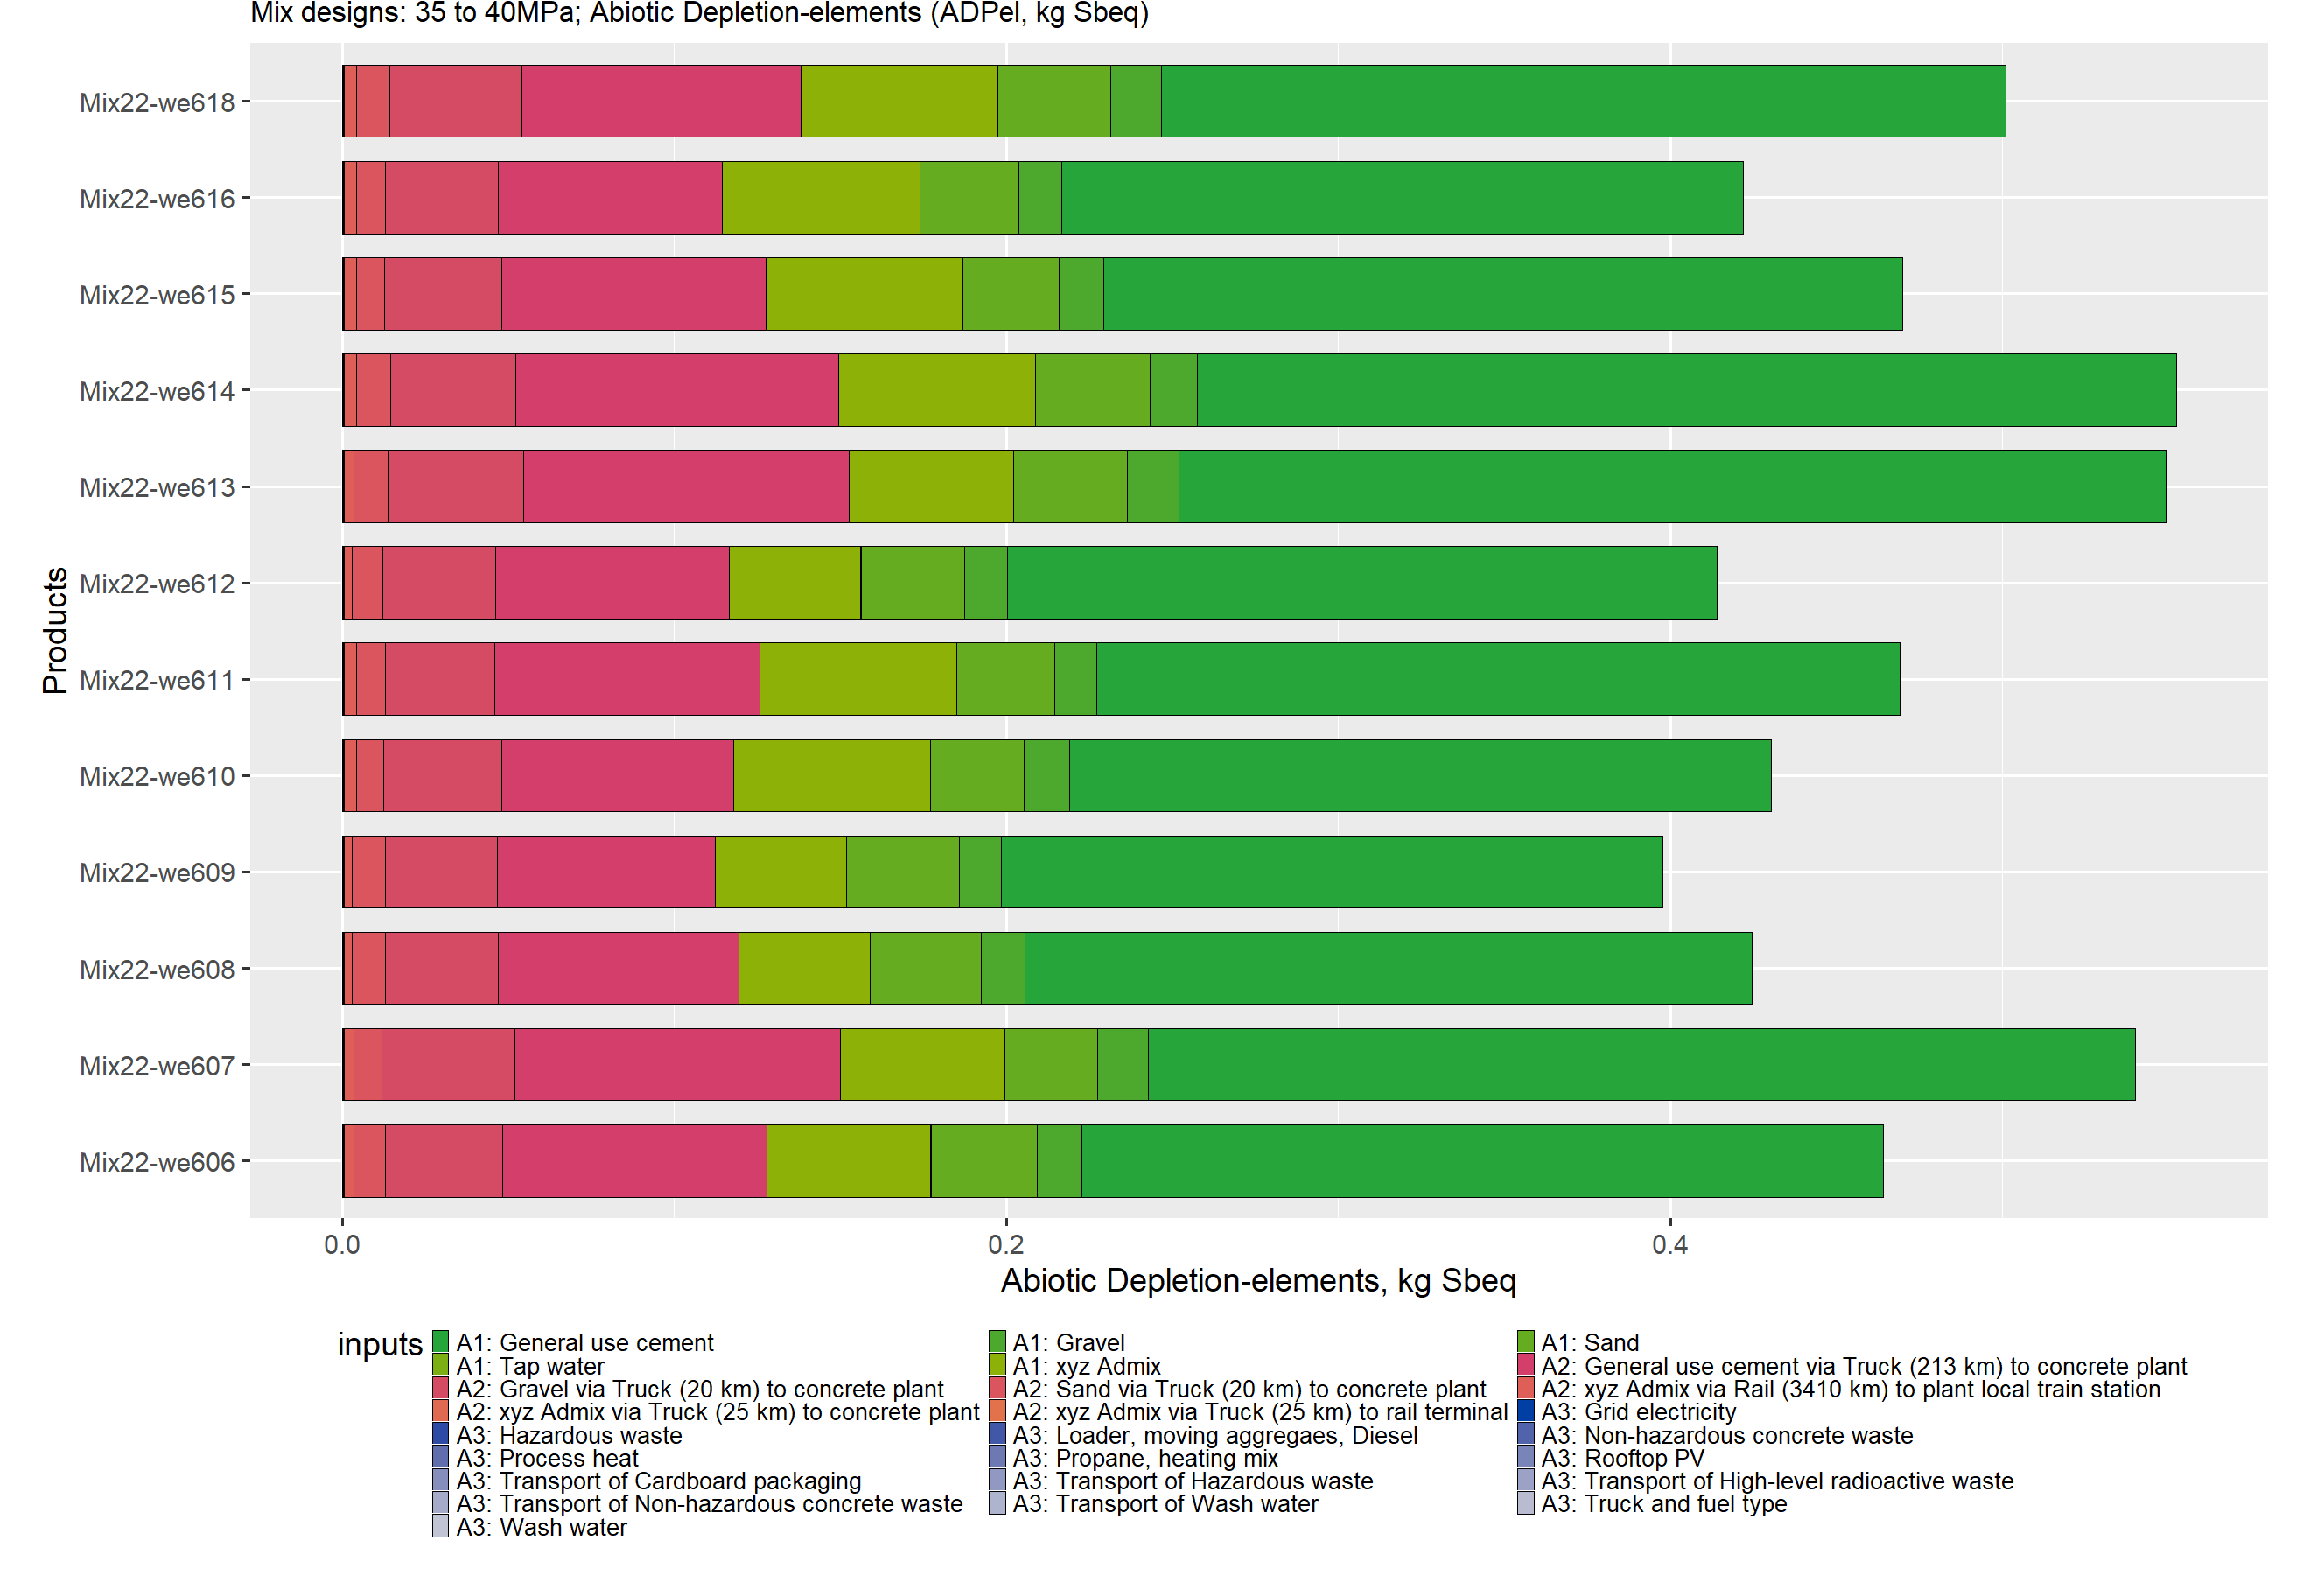 Mix designs: 35 to 40MPa; Abiotic Depletion-elements (ADPel, kg Sbeq)
Mix22-we618
Mix22-we616
Mix22-we615
Mix22-we614
Mix22-we613
Mix22-we612
Mix22-we611
Mix22-we610
Mix22-we609
Mix22-we608
Mix22-we607
Mix22-we606
Products
0.0 0.2 0.4
Abiotic Depletion-elements, kg Sbeq
inputs
A1: General use cement A1: Gravel A1: Sand
A1: Tap water A1: xyz Admix A2: General use cement via Truck (213 km) to concrete plant
A2: Gravel via Truck (20 km) to concrete plant A2: Sand via Truck (20 km) to concrete plant A2: xyz Admix via Rail (3410 km) to plant local train station
A2: xyz Admix via Truck (25 km) to concrete plant A2: xyz Admix via Truck (25 km) to rail terminal A3: Grid electricity
A3: Hazardous waste A3: Loader, moving aggregaes, Diesel A3: Non-hazardous concrete waste
A3: Process heat A3: Propane, heating mix A3: Rooftop PV
A3: Transport of Cardboard packaging A3: Transport of Hazardous waste A3: Transport of High-level radioactive waste
A3: Transport of Non-hazardous concrete waste A3: Transport of Wash water A3: Truck and fuel type
A3: Wash water